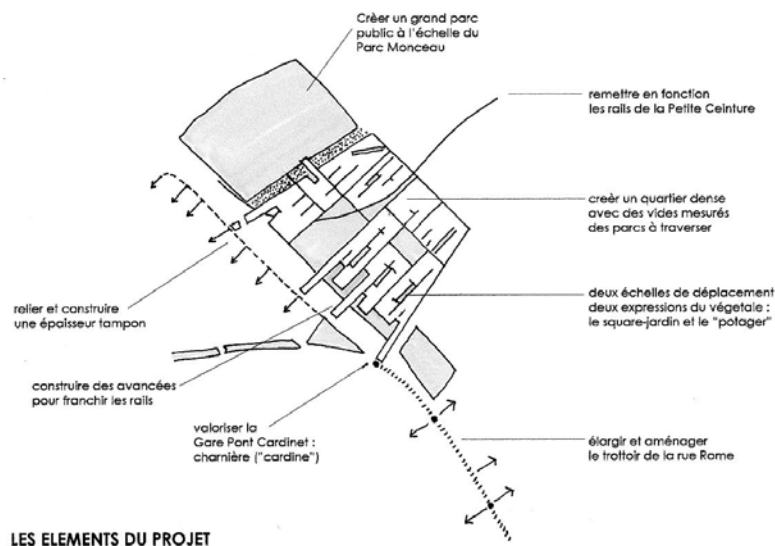 Crèer un grand parc
public à l'échelle du
Parc Monceau
remettre en fonction
les rails de la Petite Ceinture
creèr un quartier dense
avec des vides mesurés
des parcs à traverser
deux échelles de déplacement
deux expressions du végetale :
le square-jardin et le "potager"
relier et construire
une épaisseur tampon
construire des avancées
pour franchir les rails
valoriser la
Gare Pont Cardinet :
charnière ("cardine")
élargir et aménager
le trottoir de la rue Rome
LES ELEMENTS DU PROJET